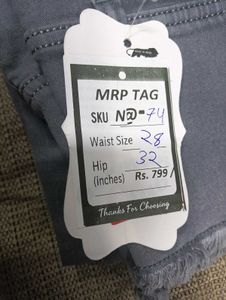 MRP TAG
SKU N@-74
Waist Size 28
Hip 32
(inches) Rs. 799/
Thanks For Choosing